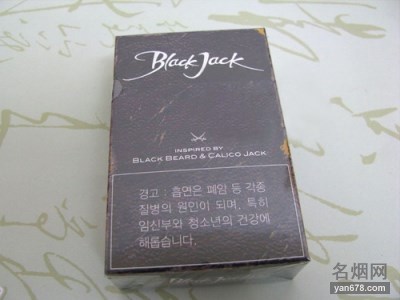 Black Jack
INSPIRED BY
BLACK BEARD & CALICO JACK
경고 : 흡연은 폐암 등 각종
질병의 원인이 되며, 특히
임신부와 청소년의 건강에
해롭습니다.
名烟网
yan678.com